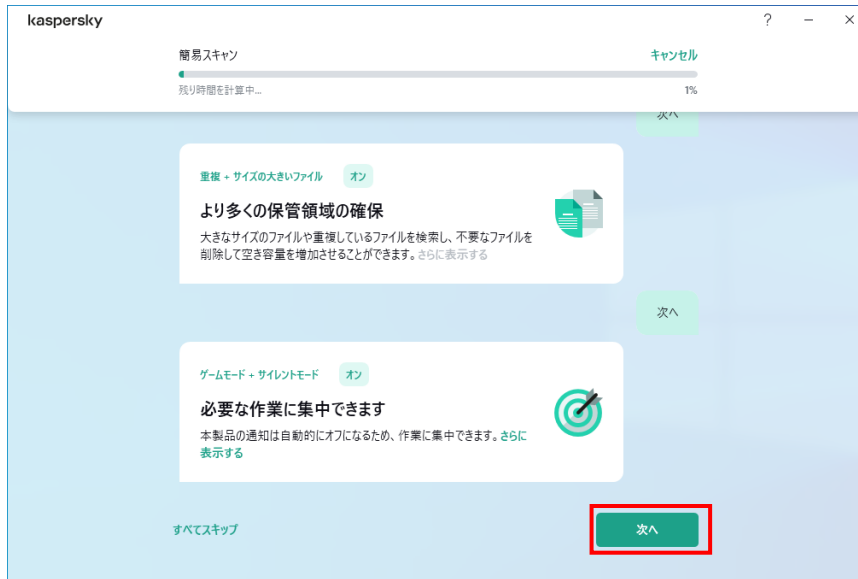 kaspersky
?
簡易スキャン
キャンセル
残り時間を計算中...
1%
次へ
重複 + サイズの大きいファイル
オン
より多くの保管領域の確保
大きなサイズのファイルや重複しているファイルを検索し、不要なファイルを
削除して空き容量を増加させることができます。さらに表示する
次へ
ゲームモード + サイレントモード
オン
必要な作業に集中できます
本製品の通知は自動的にオフになるため、作業に集中できます。さらに
表示する
すべてスキップ
次へ